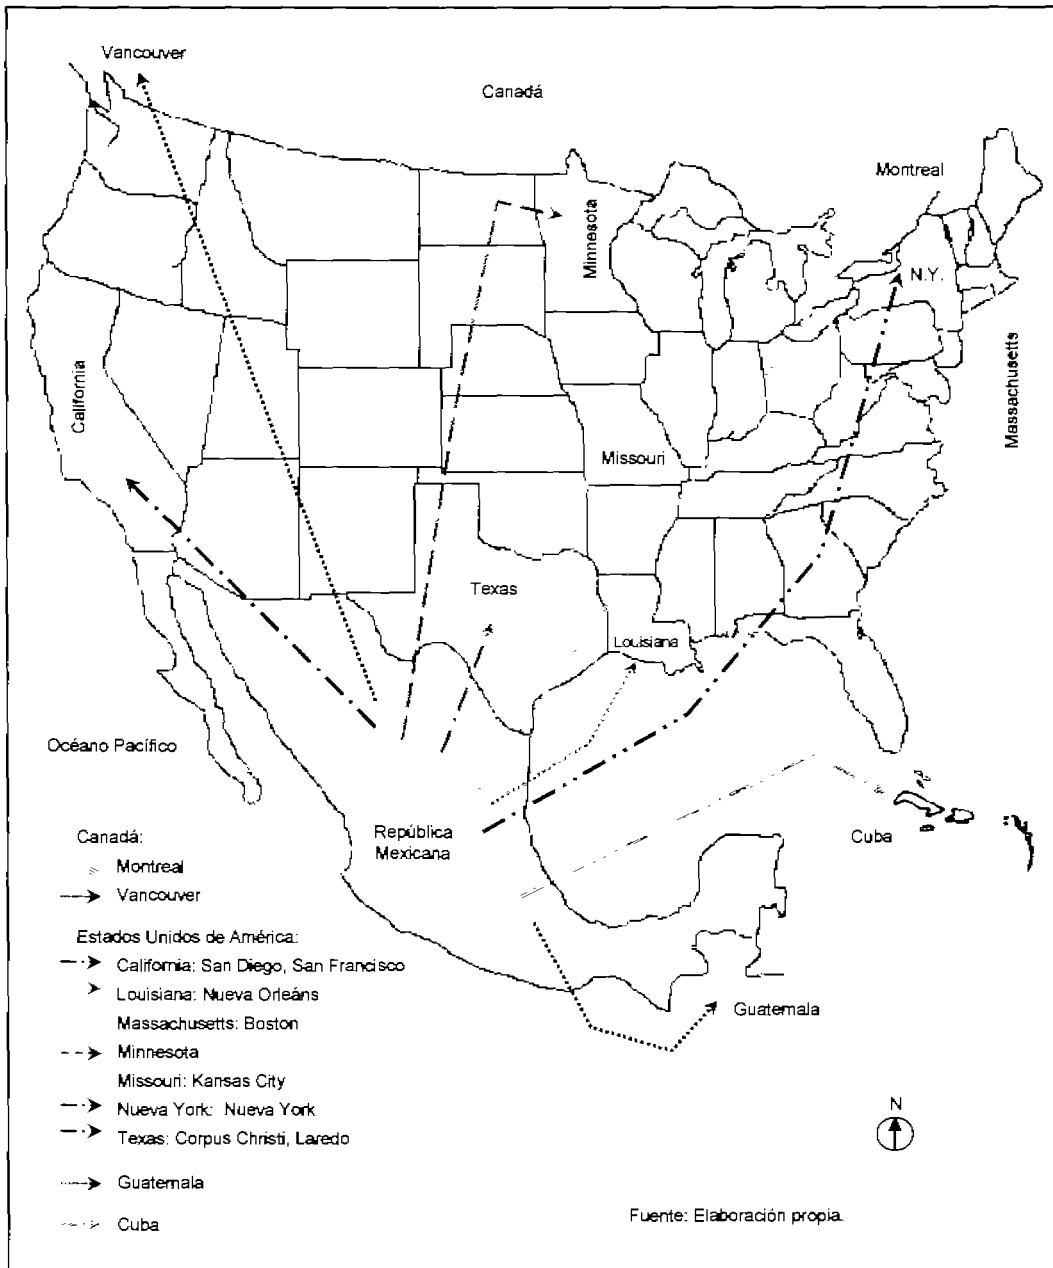 Vancouver
Canadá
Montreal
Minnesota
N.Y.
Massachusetts
California
Missouri
Texas
Louisiana
Océano Pacífico
República
Mexicana
Cuba
Canadá:
Montreal
Vancouver
Estados Unidos de América:
California: San Diego, San Francisco
Louisiana: Nueva Orleáns
Massachusetts: Boston
Minnesota
Missouri: Kansas City
Nueva York: Nueva York
Texas: Corpus Christi, Laredo
Guatemala
Guatemala
Cuba
N
Fuente: Elaboración propia.